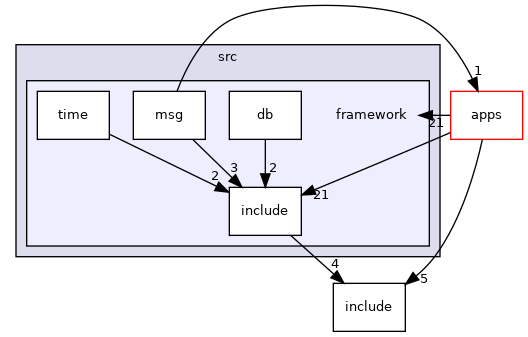 src
1
time
msg
db
framework
21
apps
2
3
2
21
include
4
5
include